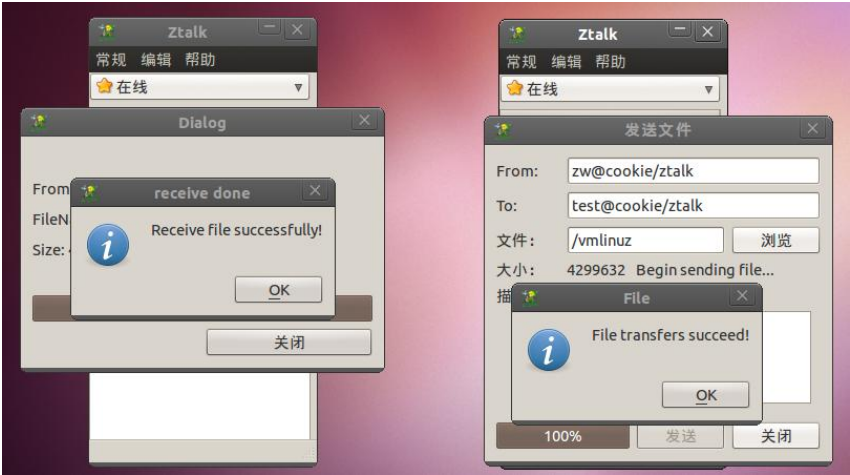 Ztalk
常规 编辑 帮助
在线
Dialog
From
receive done
Receive file successfully!
FileN
Size:
OK
关闭
Ztalk
常规 编辑 帮助
在线
发送文件
From: zw@cookie/ztalk
To: test@cookie/ztalk
文件: /vmlinuz 浏览
大小: 4299632 Begin sending file...
描
File
File transfers succeed!
OK
100% 发送 关闭